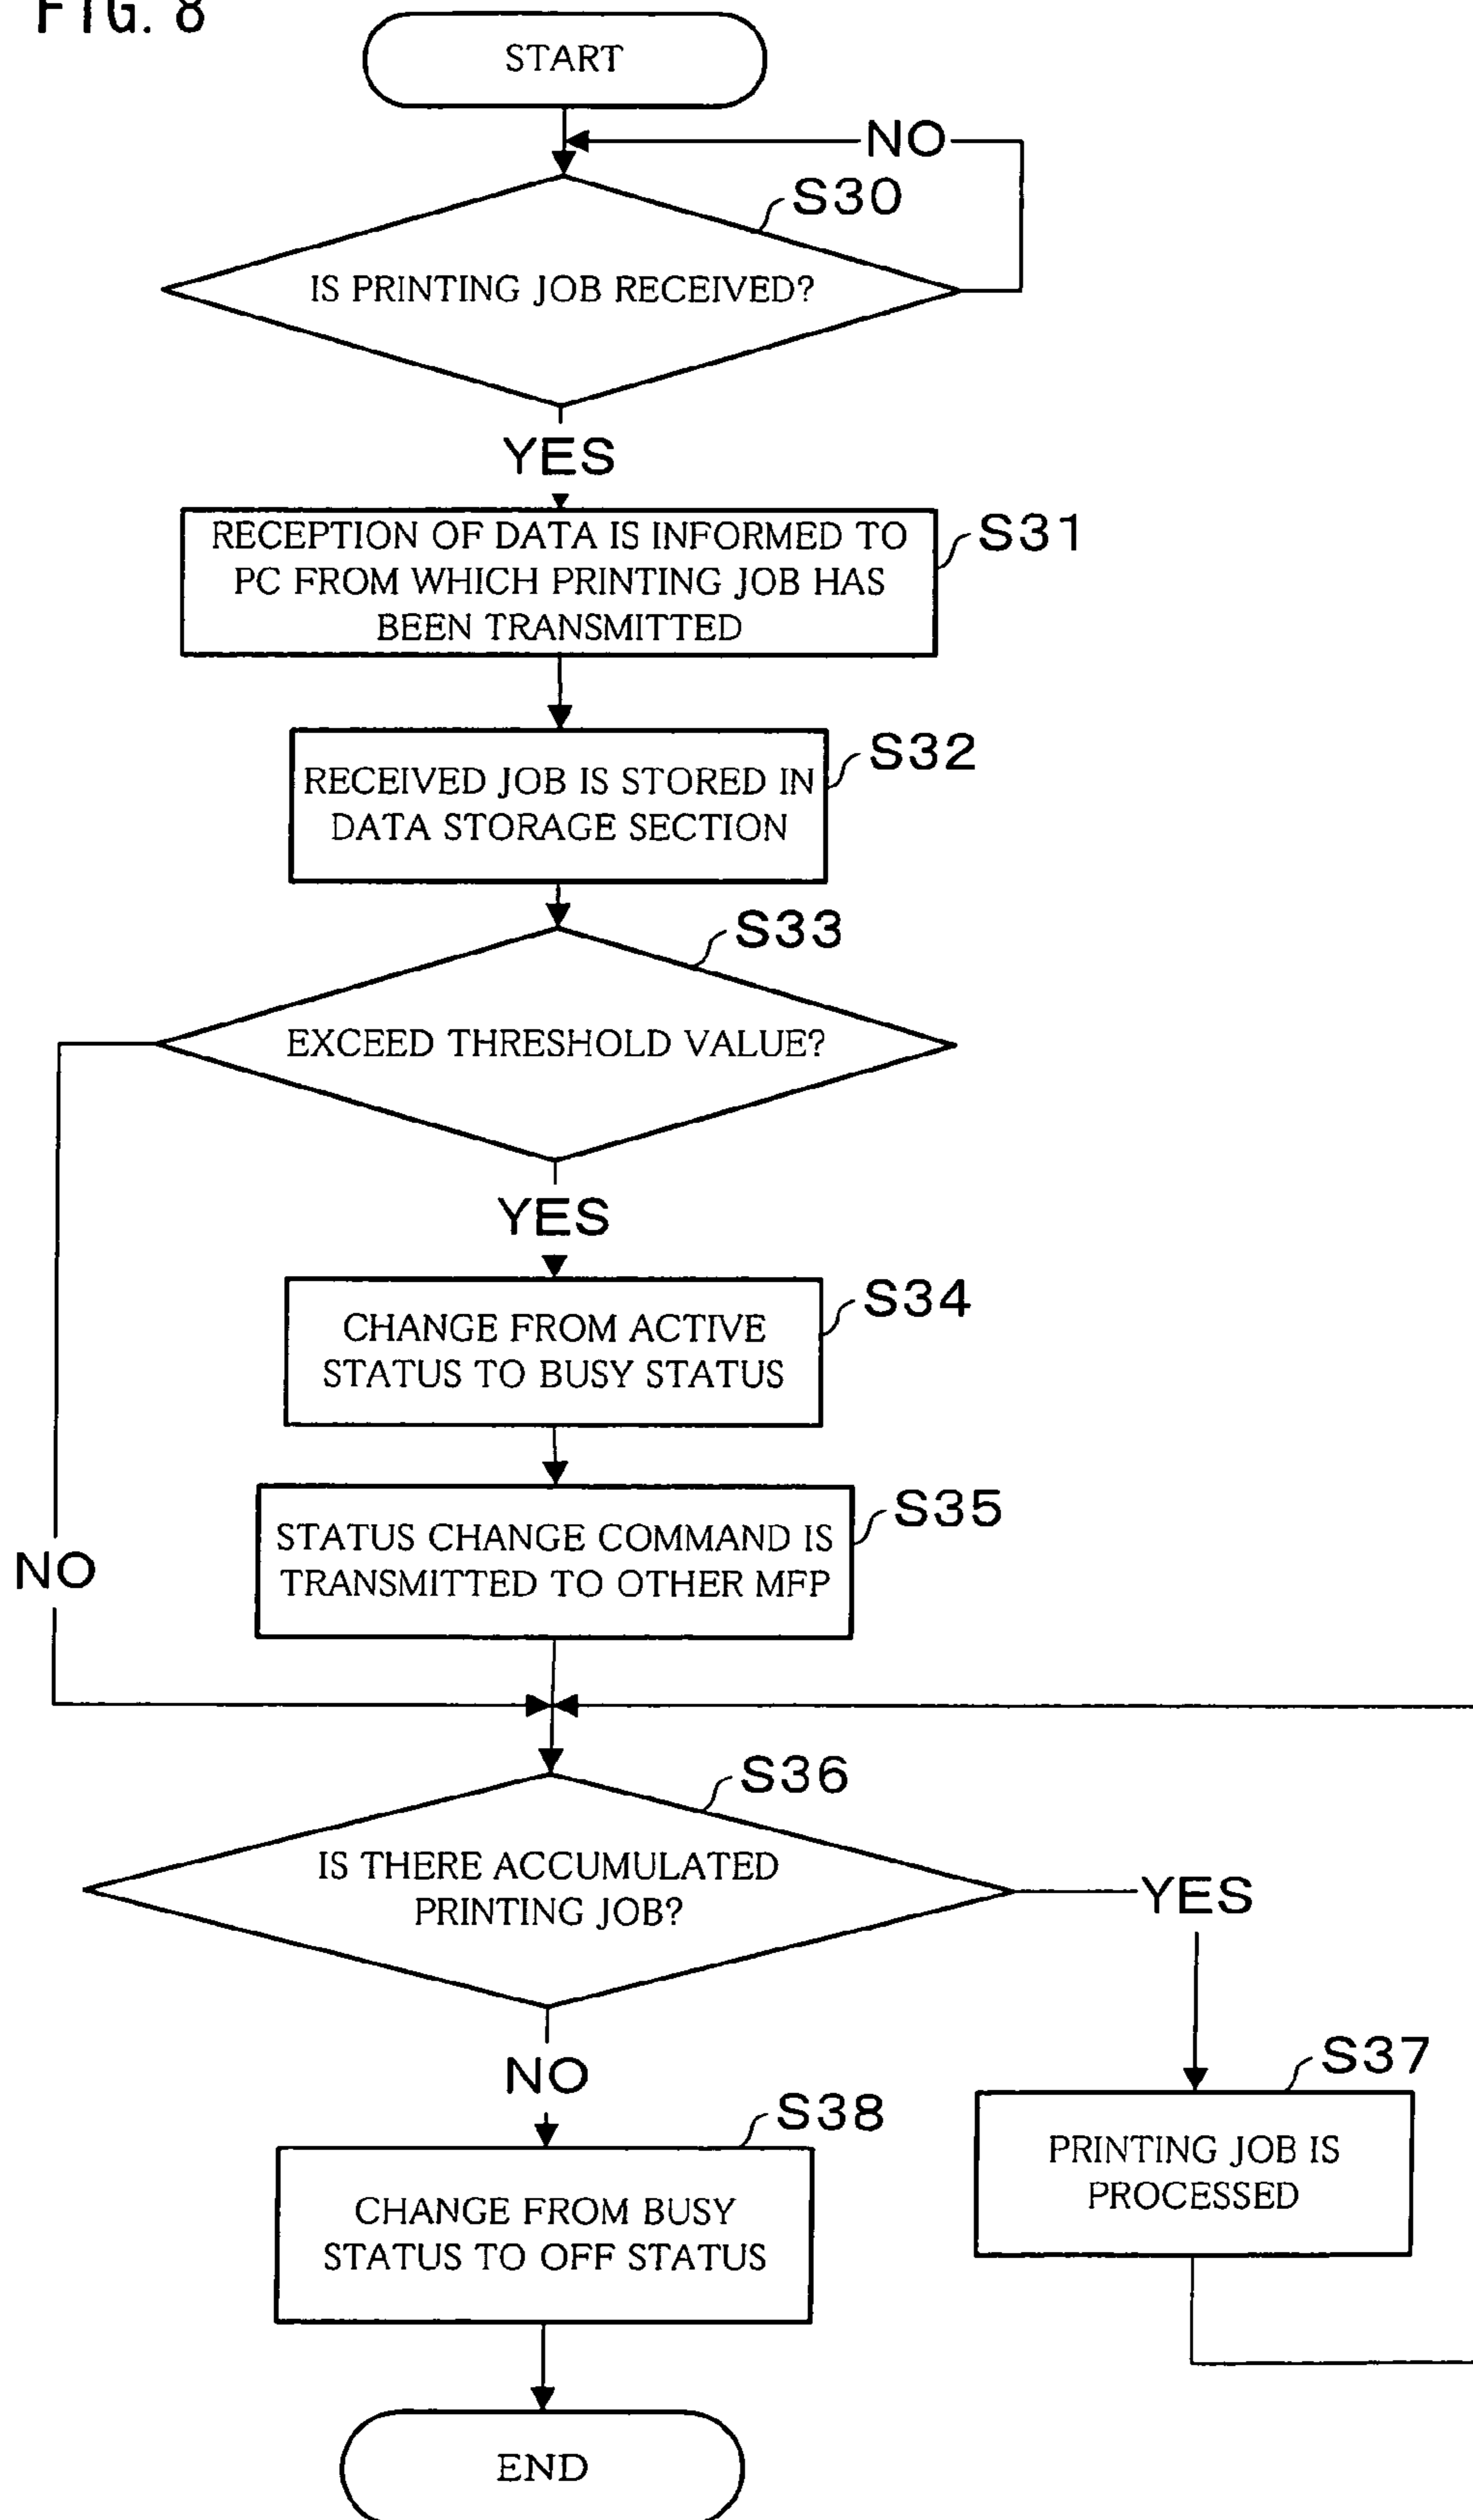 FIG. 8
START
NO
S30
IS PRINTING JOB RECEIVED?
YES
S31
RECEPTION OF DATA IS INFORMED TO
PC FROM WHICH PRINTING JOB HAS
BEEN TRANSMITTED
S32
RECEIVED JOB IS STORED IN
DATA STORAGE SECTION
S33
EXCEED THRESHOLD VALUE?
YES
S34
CHANGE FROM ACTIVE
STATUS TO BUSY STATUS
S35
STATUS CHANGE COMMAND IS
TRANSMITTED TO OTHER MFP
NO
S36
IS THERE ACCUMULATED
PRINTING JOB?
YES
NO
S37
PRINTING JOB IS
PROCESSED
S38
CHANGE FROM BUSY
STATUS TO OFF STATUS
END